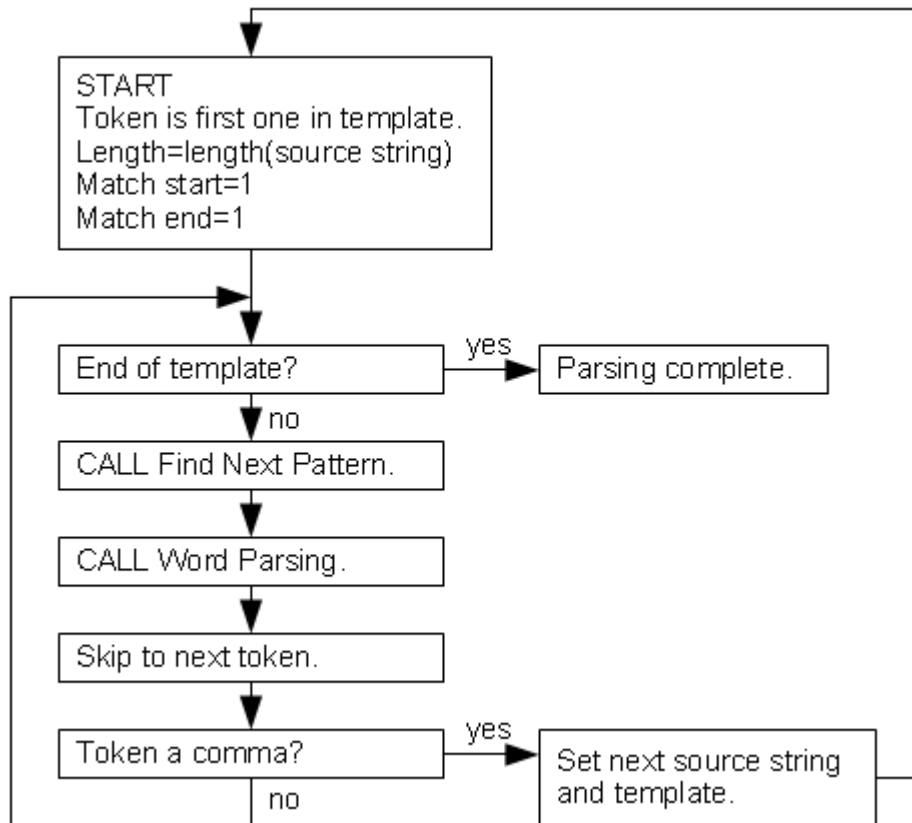 START
Token is first one in template.
Length=length(source string)
Match start=1
Match end=1
End of template?
yes
Parsing complete.
no
CALL Find Next Pattern.
CALL Word Parsing.
Skip to next token.
Token a comma?
yes
Set next source string
and template.
no